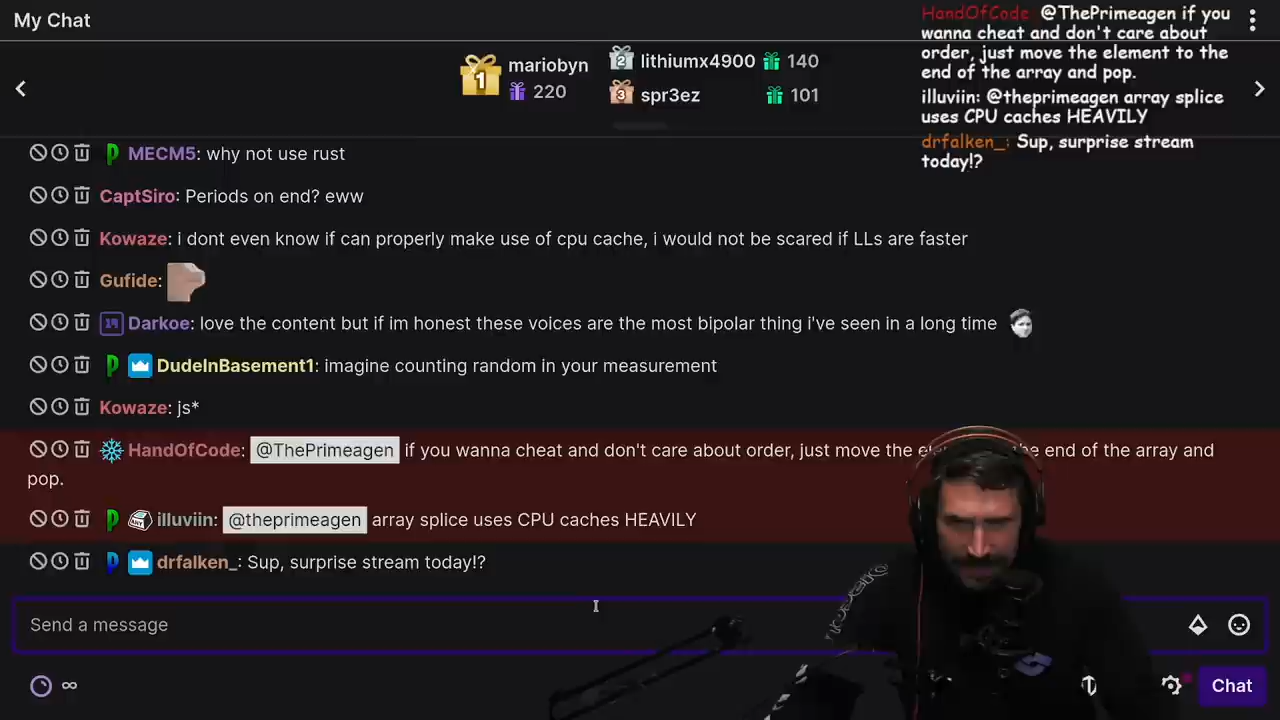 My Chat
HandOfCode: @ThePrimeagen if you
wanna cheat and don't care about
order, just move the element to the
end of the array and pop.
illuviin: @theprimeagen array splice
uses CPU caches HEAVILY
drfalken_: Sup, surprise stream
today!?
1 mariobyn
220
2 lithiumx4900 140
3 spr3ez 101
MECM5: why not use rust
CaptSiro: Periods on end? eww
Kowaze: i dont even know if can properly make use of cpu cache, i would not be scared if LLs are faster
Gufide:
Darkoe: love the content but if im honest these voices are the most bipolar thing i've seen in a long time
DudeInBasement1: imagine counting random in your measurement
Kowaze: js*
HandOfCode: @ThePrimeagen if you wanna cheat and don't care about order, just move the end of the array and
pop.
illuviin: @theprimeagen array splice uses CPU caches HEAVILY
drfalken_: Sup, surprise stream today!?
Send a message
∞
Chat